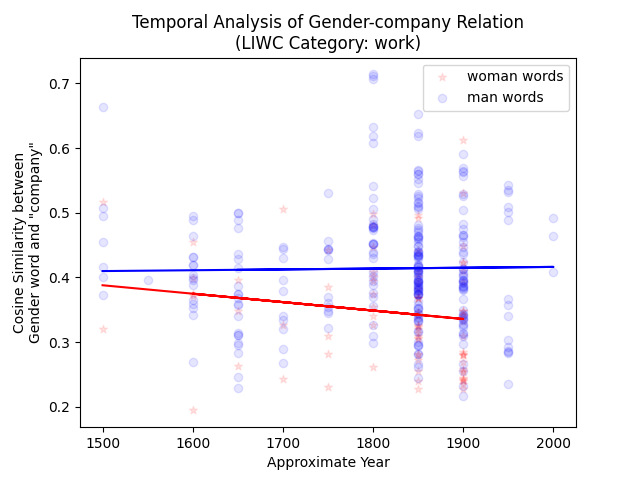 Temporal Analysis of Gender-company Relation
(LIWC Category: work)
woman words
man words
Cosine Similarity between
Gender word and "company"
0.7
0.6
0.5
0.4
0.3
0.2
1500
1600
1700
1800
1900
2000
Approximate Year